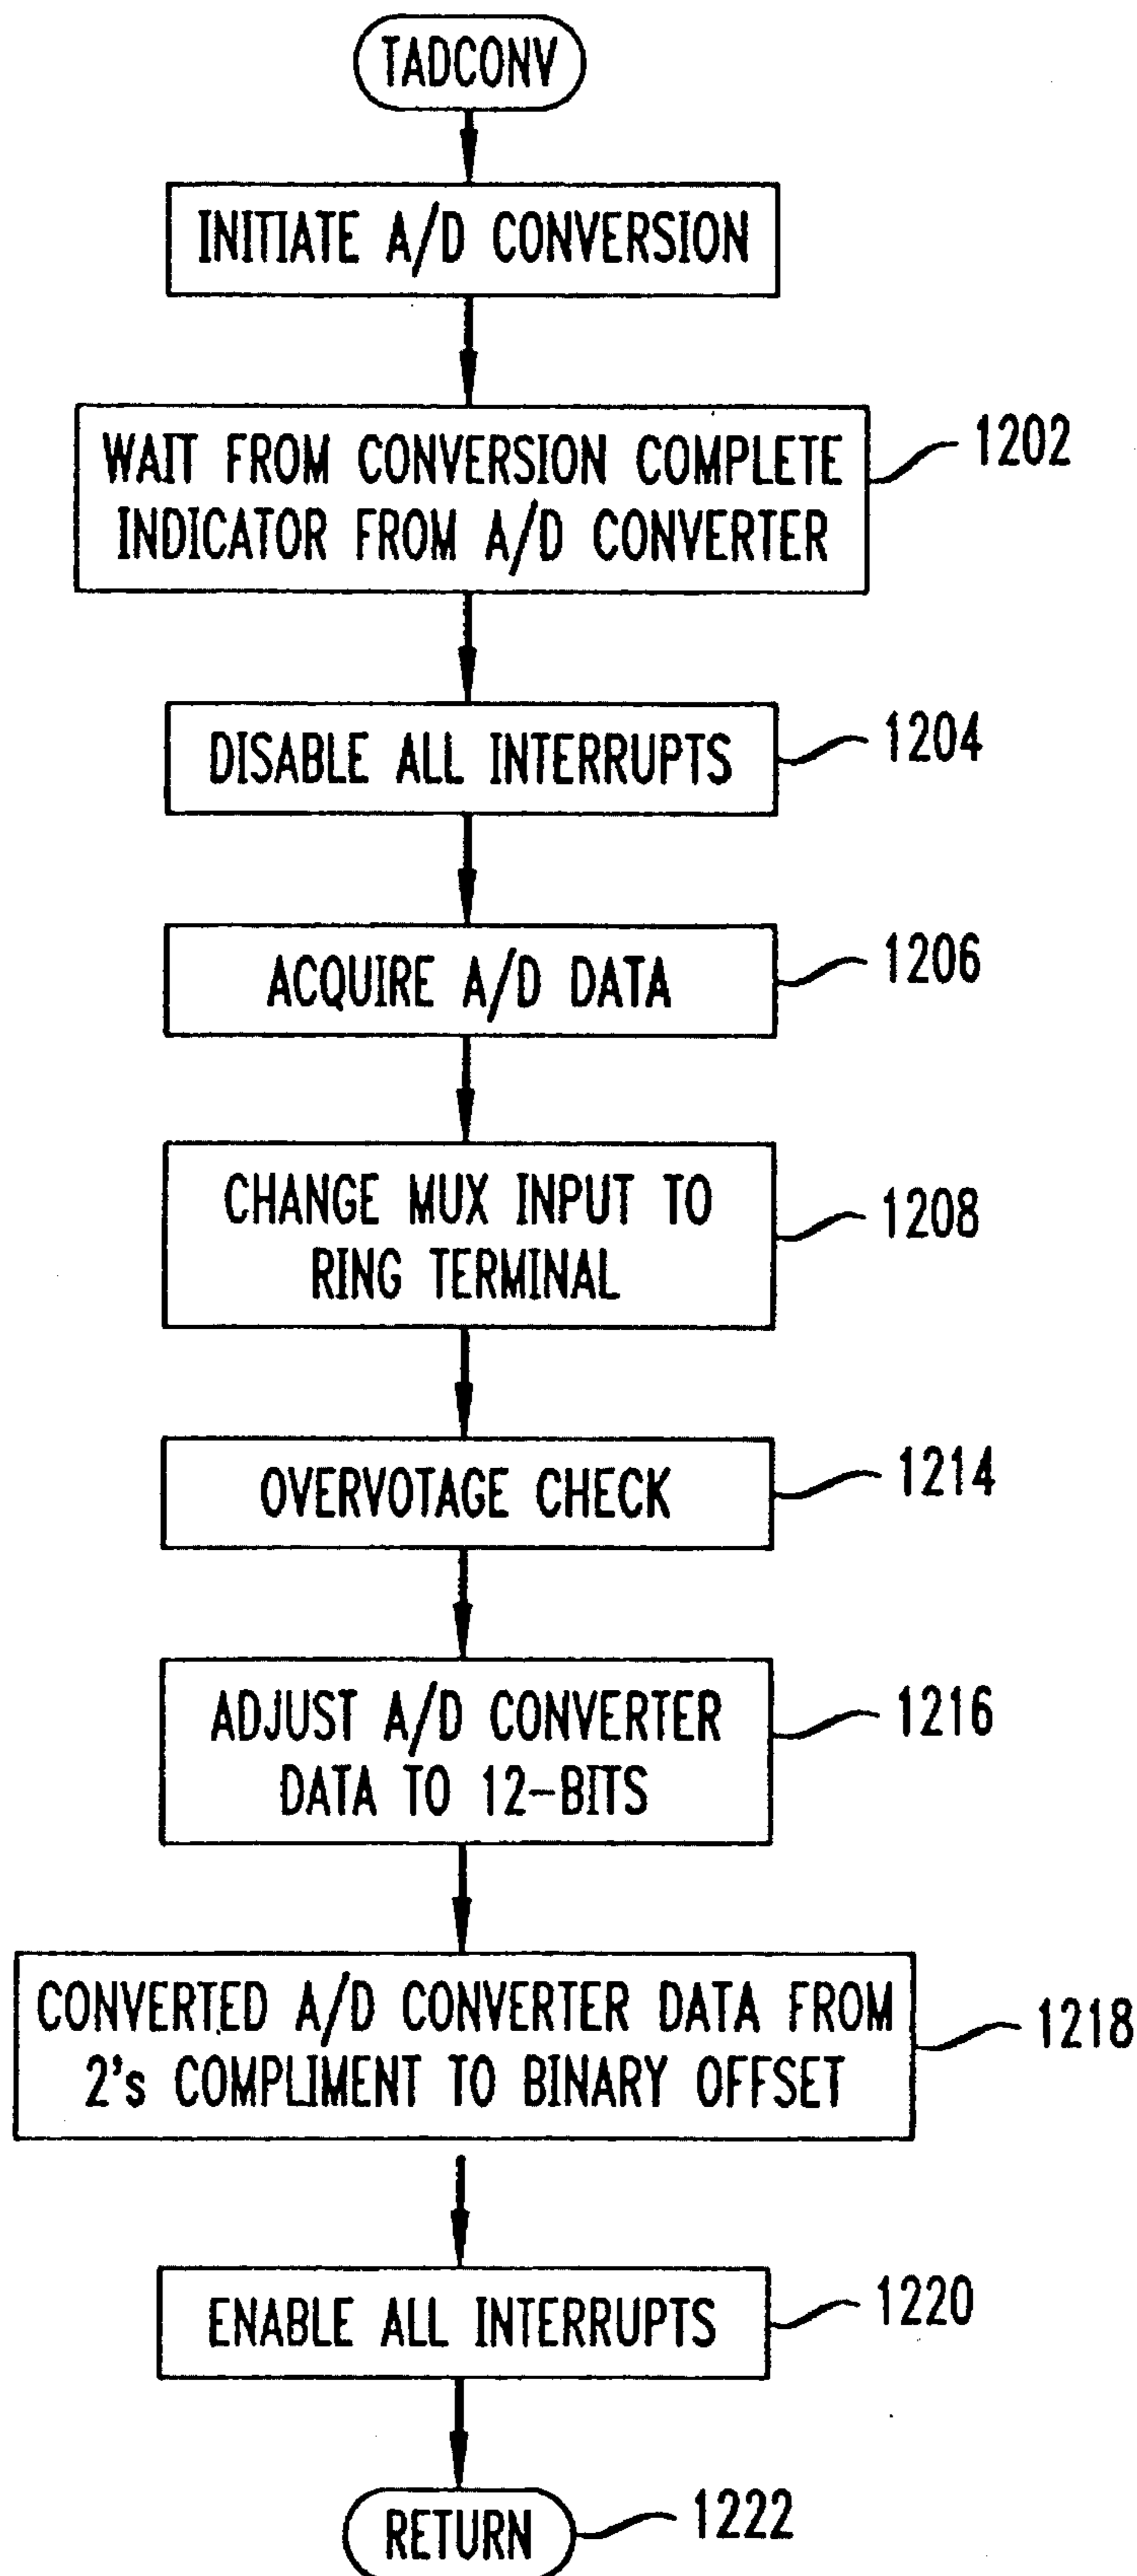 TADCONV
INITIATE A/D CONVERSION
WAIT FROM CONVERSION COMPLETE
INDICATOR FROM A/D CONVERTER
1202
DISABLE ALL INTERRUPTS
1204
ACQUIRE A/D DATA
1206
CHANGE MUX INPUT TO
RING TERMINAL
1208
OVERVOTAGE CHECK
1214
ADJUST A/D CONVERTER
DATA TO 12-BITS
1216
CONVERTED A/D CONVERTER DATA FROM
2's COMPLIMENT TO BINARY OFFSET
1218
ENABLE ALL INTERRUPTS
1220
RETURN
1222